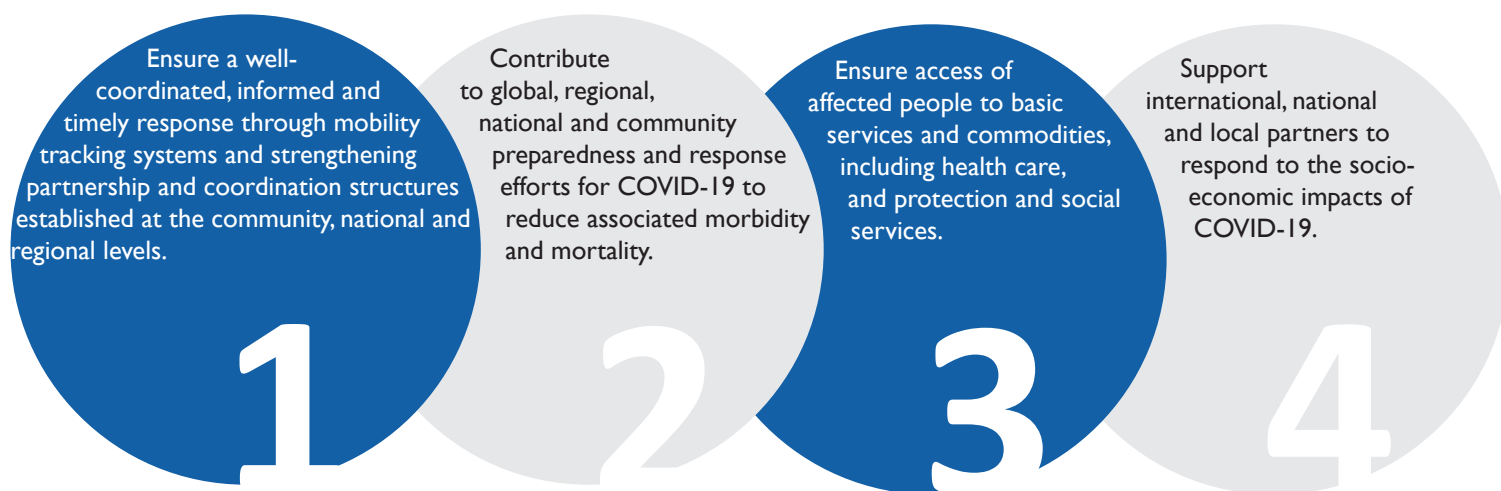 Ensure a well-
coordinated, informed and
timely response through mobility
tracking systems and strengthening
partnership and coordination structures
established at the community, national and
regional levels.
1
Contribute
to global, regional,
national and community
preparedness and response
efforts for COVID-19 to
reduce associated morbidity
and mortality.
2
Ensure access of
affected people to basic
services and commodities,
including health care,
and protection and social
services.
3
Support
international, national
and local partners to
respond to the socio-
economic impacts of
COVID-19.
4